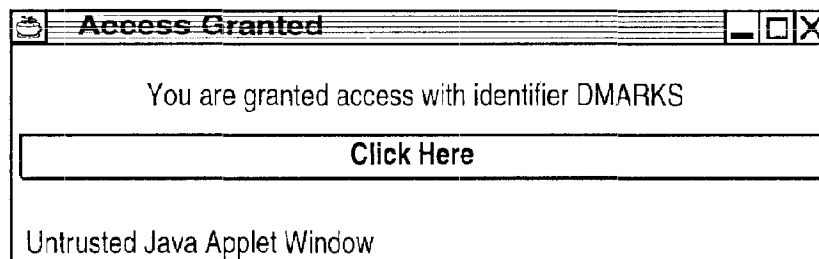 Access Granted
You are granted access with identifier DMARKS
Click Here
Untrusted Java Applet Window